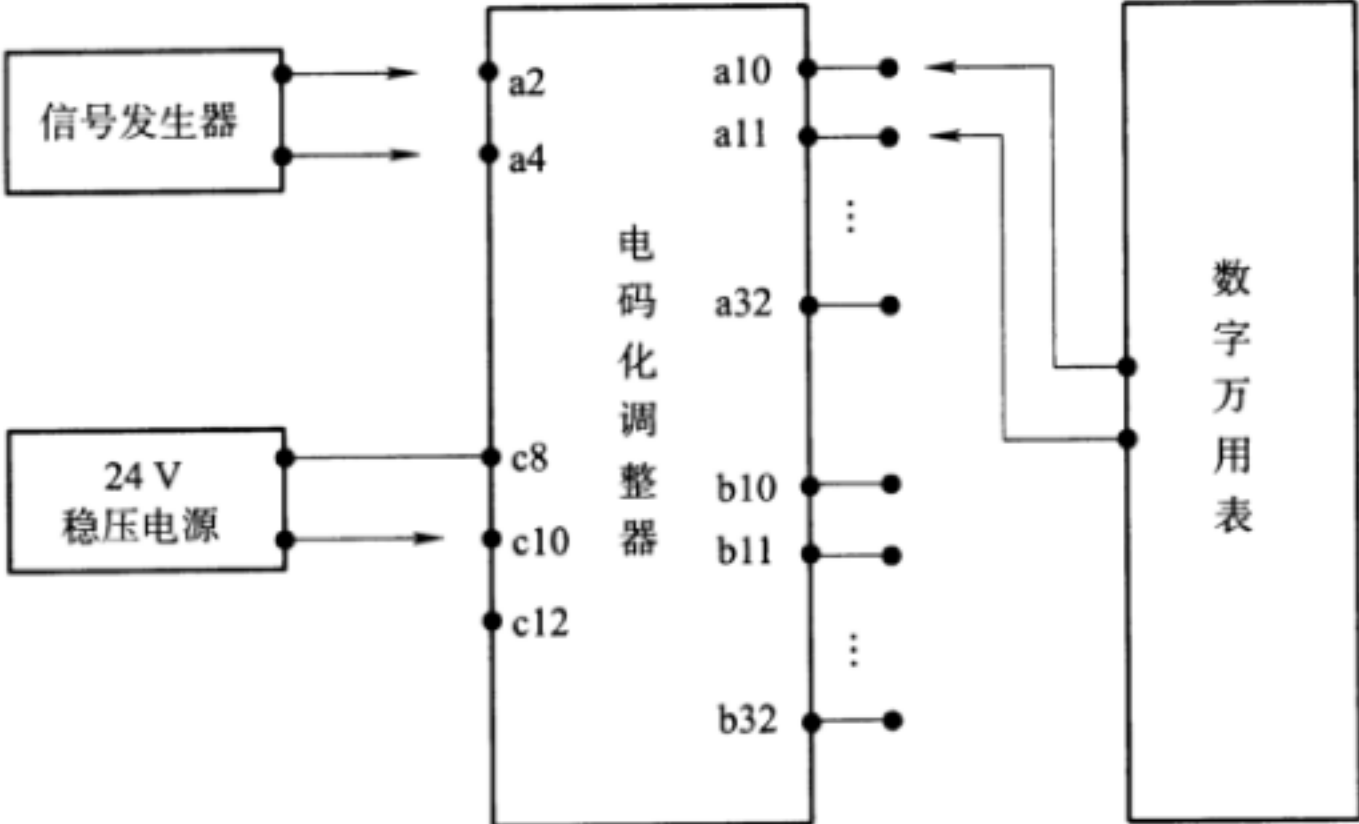 信号发生器
a2
a4
24 V
稳压电源
c8
c10
c12
电码化调整器
a10
a11
⋮
a32
b10
b11
⋮
b32
数字万用表